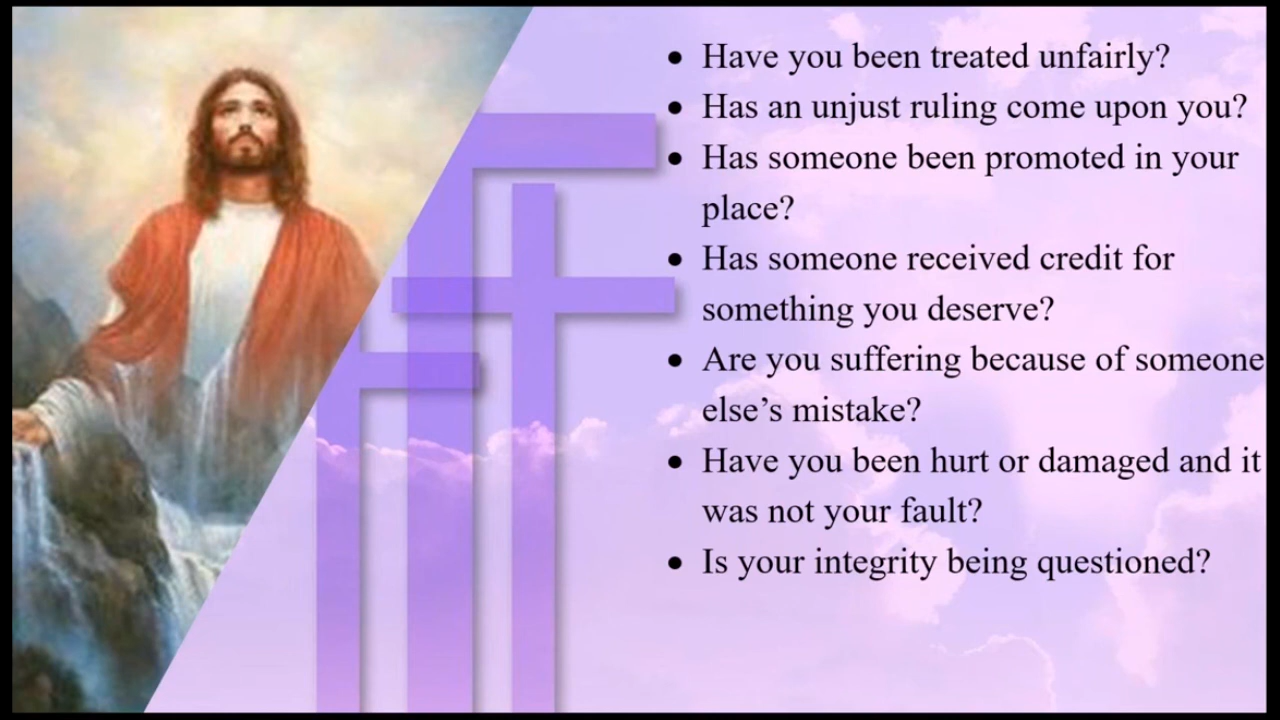 • Have you been treated unfairly?
• Has an unjust ruling come upon you?
• Has someone been promoted in your
place?
• Has someone received credit for
something you deserve?
• Are you suffering because of someone
else’s mistake?
• Have you been hurt or damaged and it
was not your fault?
• Is your integrity being questioned?